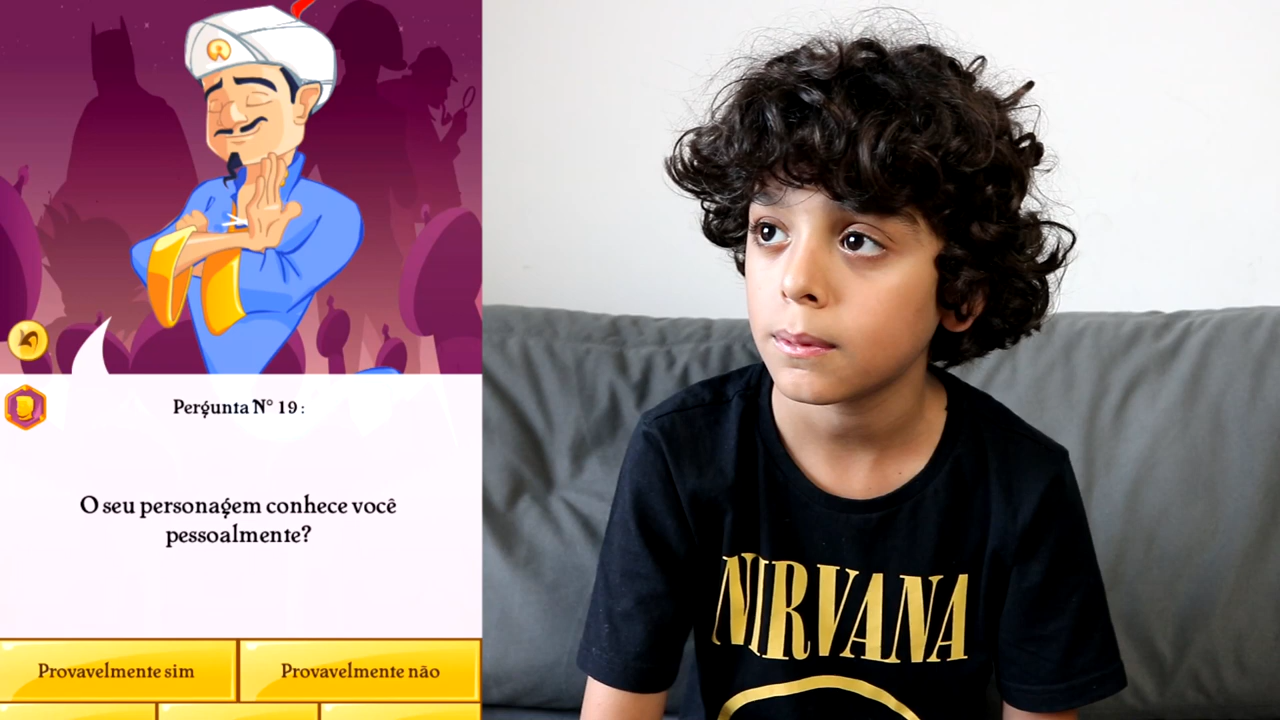 Pergunta N° 19:
O seu personagem conhece você
pessoalmente?
Provavelmente sim
Provavelmente não
NIRVANA